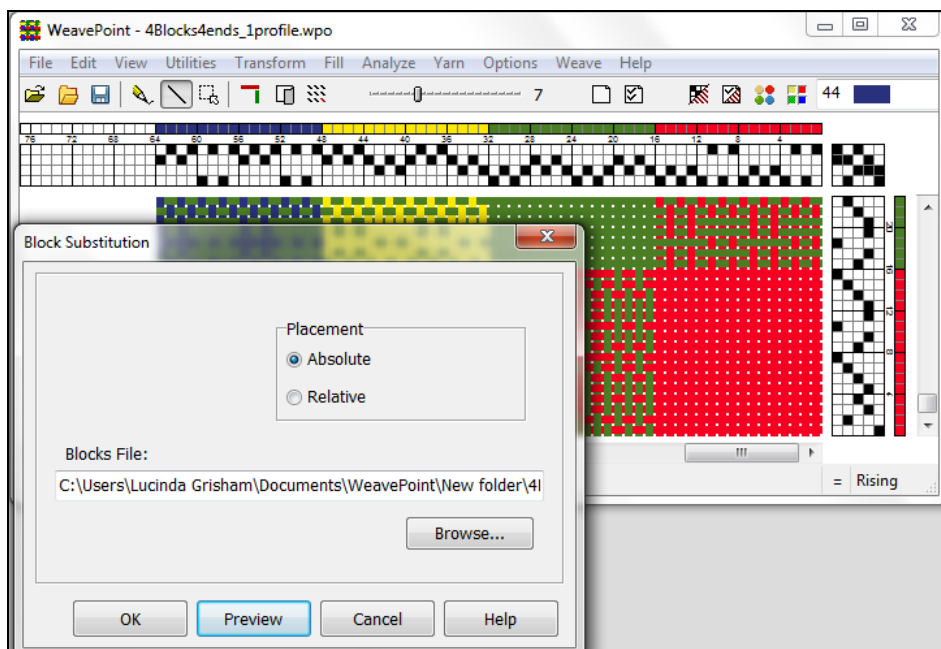 WeavePoint - 4Blocks4ends_1profile.wpo
File Edit View Utilities Transform Fill Analyze Yarn Options Weave Help
7 44
76 72 68 64 60 56 52 48 44 40 36 32 28 24 20 16 12 8 4
Block Substitution
20
16
12
8
4
Placement
Absolute
Relative
Blocks File:
C:\Users\Lucinda Grisham\Documents\WeavePoint\New folder\4
Browse...
= Rising
OK Preview Cancel Help